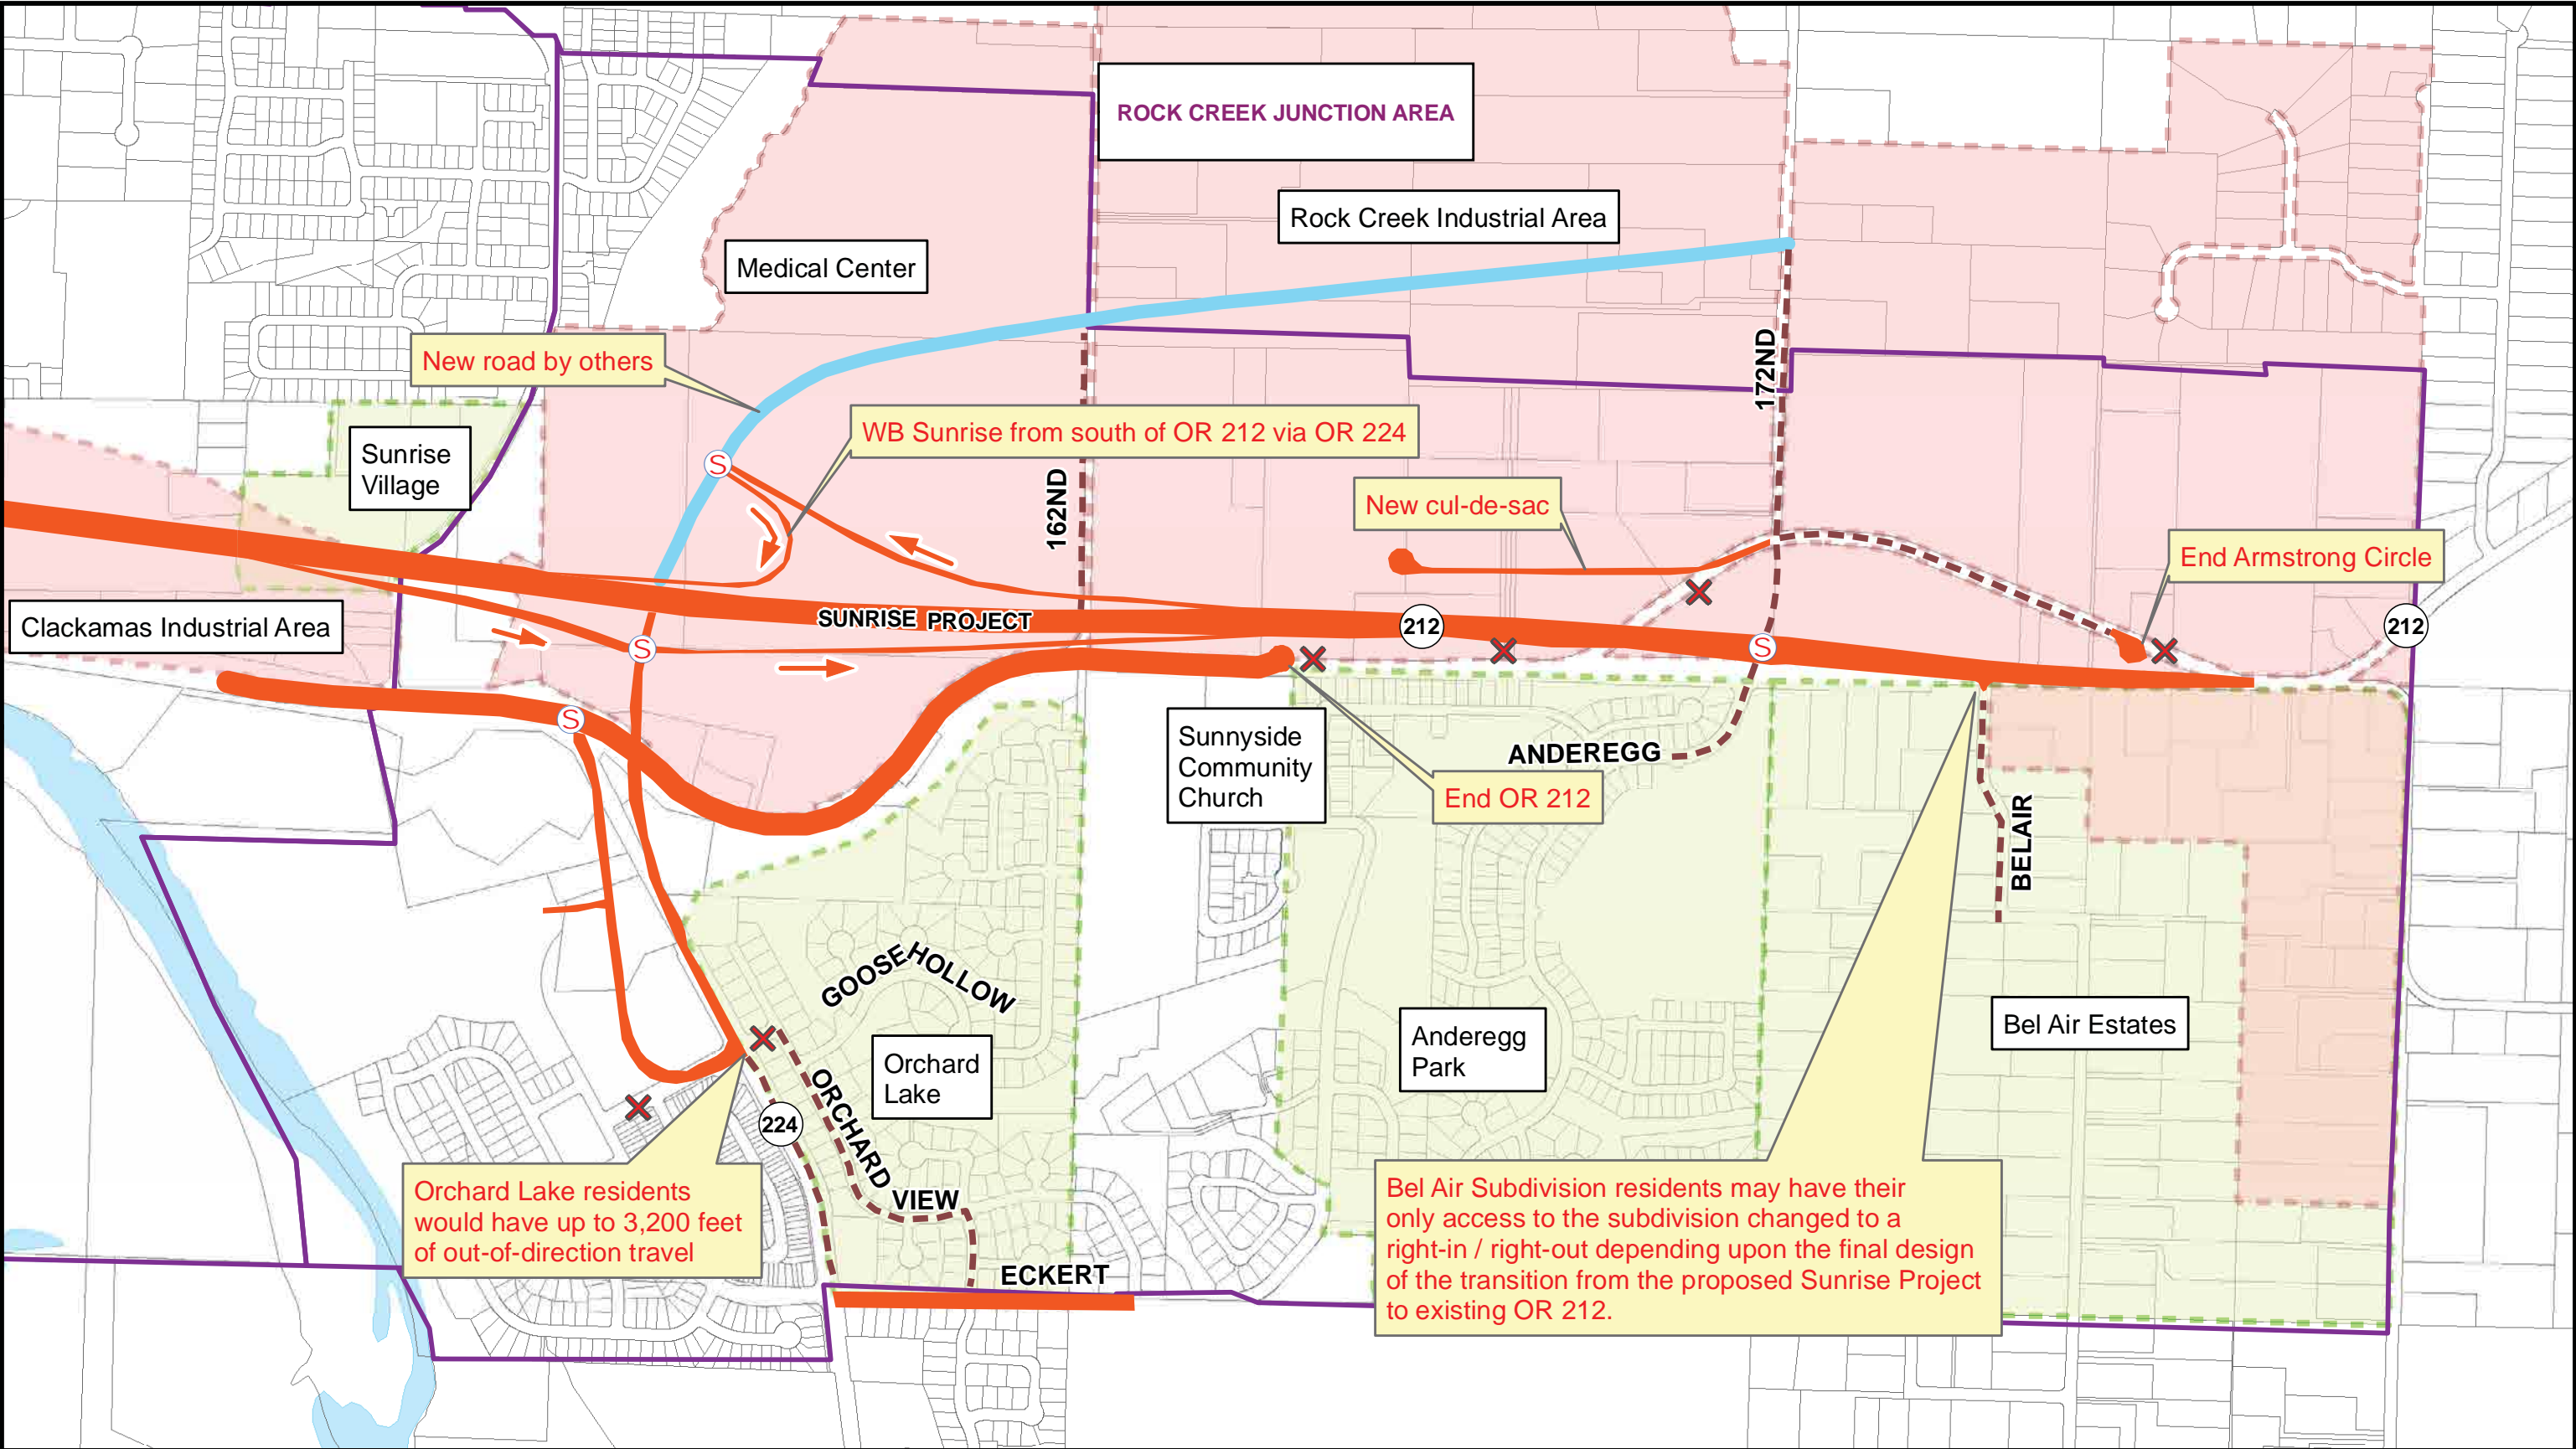 ROCK CREEK JUNCTION AREA
Rock Creek Industrial Area
Medical Center
New road by others
172ND
WB Sunrise from south of OR 212 via OR 224
Sunrise
Village
S
162ND
New cul-de-sac
End Armstrong Circle
Clackamas Industrial Area
SUNRISE PROJECT
212
212
S
S
S
Sunnyside
Community
Church
ANDEREGG
End OR 212
BELAIR
GOOSEHOLLOW
Orchard
Lake
Anderegg
Park
Bel Air Estates
224
ORCHARD
VIEW
Orchard Lake residents
would have up to 3,200 feet
of out-of-direction travel
Bel Air Subdivision residents may have their
only access to the subdivision changed to a
right-in / right-out depending upon the final design
of the transition from the proposed Sunrise Project
to existing OR 212.
ECKERT